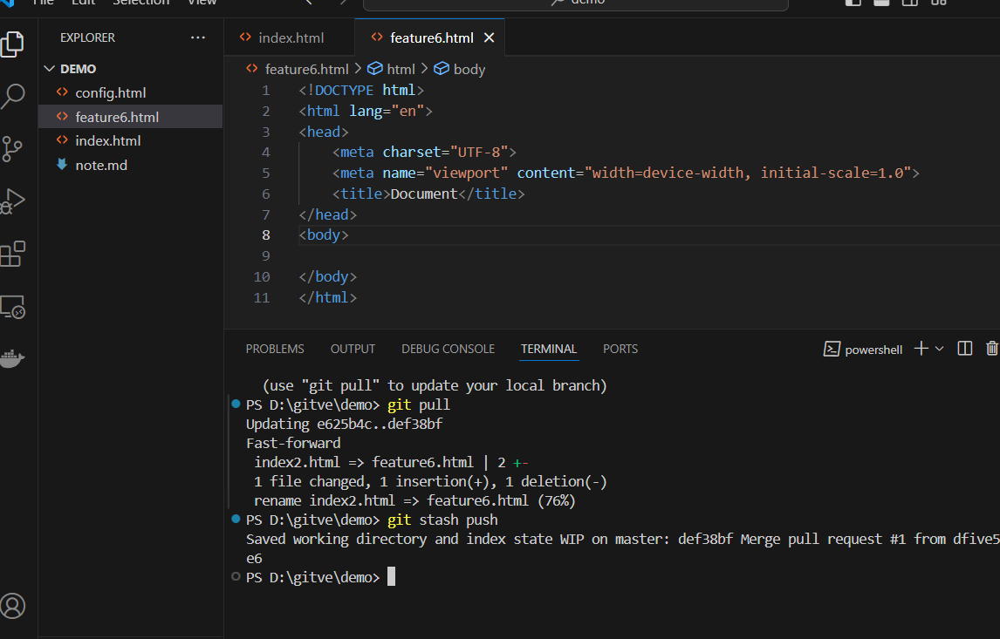 File Edit Selection View demo
EXPLORER
DEMO
config.html
feature6.html
index.html
note.md
index.html feature6.html
feature6.html > html > body
1 <!DOCTYPE html>
2 <html lang="en">
3 <head>
4 <meta charset="UTF-8">
5 <meta name="viewport" content="width=device-width, initial-scale=1.0">
6 <title>Document</title>
7 </head>
8 <body>
9
10 </body>
11 </html>
PROBLEMS OUTPUT DEBUG CONSOLE TERMINAL PORTS powershell
(use "git pull" to update your local branch)
PS D:\gitve\demo> git pull
Updating e625b4c..def38bf
Fast-forward
index2.html => feature6.html | 2 +-
1 file changed, 1 insertion(+), 1 deletion(-)
rename index2.html => feature6.html (76%)
PS D:\gitve\demo> git stash push
Saved working directory and index state WIP on master: def38bf Merge pull request #1 from dfive5
e6
PS D:\gitve\demo>